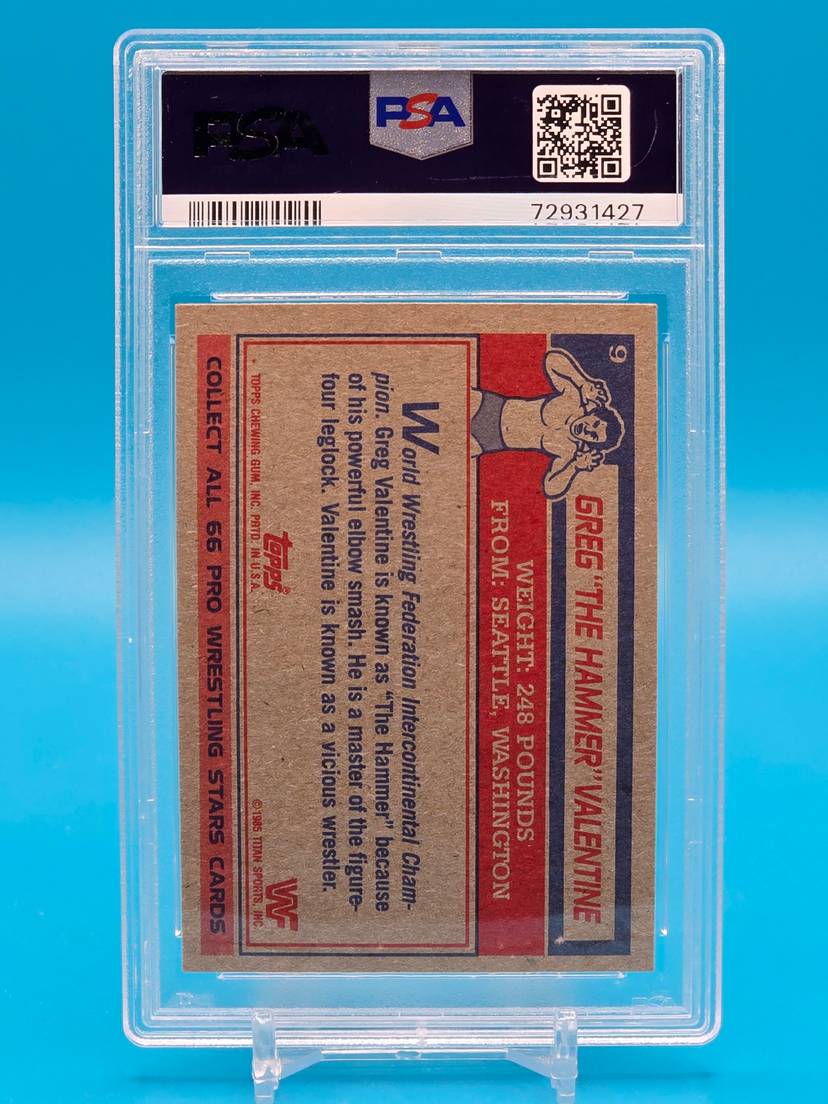 PSA
PSA
72931427
9
GREG "THE HAMMER" VALENTINE
WEIGHT: 248 POUNDS
FROM: SEATTLE, WASHINGTON
World Wrestling Federation Intercontinental Cham-
pion. Greg Valentine is known as "The Hammer" because
of his powerful elbow smash. He is a master of the figure-
four leglock. Valentine is known as a vicious wrestler.
topps®
WF
* TOPPS CHEWING GUM, INC. PRTD. IN U.S.A.
©1985 TITAN SPORTS, INC.
COLLECT ALL 66 PRO WRESTLING STARS CARDS